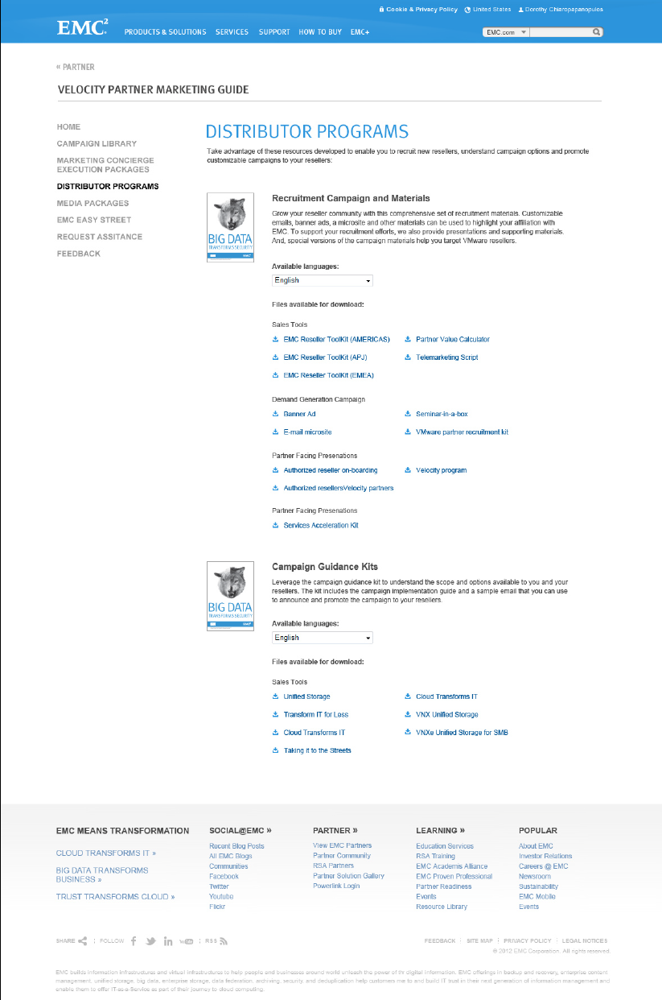 Cookie & Privacy Policy United States Dorothy Chiaropapanopulos
EMC²
PRODUCTS & SOLUTIONS SERVICES SUPPORT HOW TO BUY EMC+
EMC.com
« PARTNER
VELOCITY PARTNER MARKETING GUIDE
HOME
CAMPAIGN LIBRARY
MARKETING CONCIERGE
EXECUTION PACKAGES
DISTRIBUTOR PROGRAMS
MEDIA PACKAGES
EMC EASY STREET
REQUEST ASSITANCE
FEEDBACK
DISTRIBUTOR PROGRAMS
Take advantage of these resources developed to enable you to recruit new resellers, understand campaign options and promote
customizable campaigns to your resellers:
BIG DATA
TRANSFORMS SECURITY
Recruitment Campaign and Materials
Grow your reseller community with this comprehensive set of recruitment materials. Customizable
emails, banner ads, a microsite and other materials can be used to highlight your affiliation with
EMC. To support your recruitment efforts, we also provide presentations and supporting materials.
And, special versions of the campaign materials help you target VMware resellers.
Available languages:
English
Files available for download:
Sales Tools
EMC Reseller ToolKit (AMERICAS) Partner Value Calculator
EMC Reseller ToolKit (APJ) Telemarketing Script
EMC Reseller ToolKit (EMEA)
Demand Generation Campaign
Banner Ad Seminar-in-a-box
E-mail microsite VMware partner recruitment kit
Partner Facing Presenations
Authorized reseller on-boarding Velocity program
Authorized resellersVelocity partners
Partner Facing Presenations
Services Acceleration Kit
BIG DATA
TRANSFORMS SECURITY
Campaign Guidance Kits
Leverage the campaign guidance kit to understand the scope and options available to you and your
resellers. The kit includes the campaign implementation guide and a sample email that you can use
to announce and promote the campaign to your resellers.
Available languages:
English
Files available for download:
Sales Tools
Unified Storage Cloud Transforms IT
Transform IT for Less VNX Unified Storage
Cloud Transforms IT VNXe Unified Storage for SMB
Taking it to the Streets
EMC MEANS TRANSFORMATION
CLOUD TRANSFORMS IT »
BIG DATA TRANSFORMS
BUSINESS »
TRUST TRANSFORMS CLOUD »
SOCIAL@EMC »
Recent Blog Posts
All EMC Blogs
Communities
Facebook
Twitter
Youtube
Flickr
PARTNER »
View EMC Partners
Partner Community
RSA Partners
Partner Solution Gallery
Powerlink Login
LEARNING »
Education Services
RSA Training
EMC Academis Alliance
EMC Proven Professional
Partner Readiness
Events
Resource Library
POPULAR
About EMC
Investor Relations
Careers @ EMC
Newsroom
Sustainability
EMC Mobile
Events
SHARE FOLLOW RSS
FEEDBACK SITE MAP PRIVACY POLICY LEGAL NOTICES
© 2012 EMC Corporation. All rights reserved.
EMC builds information infrastructures and virtual infrastructures to help people and businesses around world unleash the power of thr digital information. EMC offerings in backup and recovery, enterprise content
management, unified storage, big data, enterprise storage, data federation, archiving, security, and deduplication help customers me to and build IT trust in their next generation of information management and
enable them to offer IT-as-a-Service as part of their journey to cloud computing.